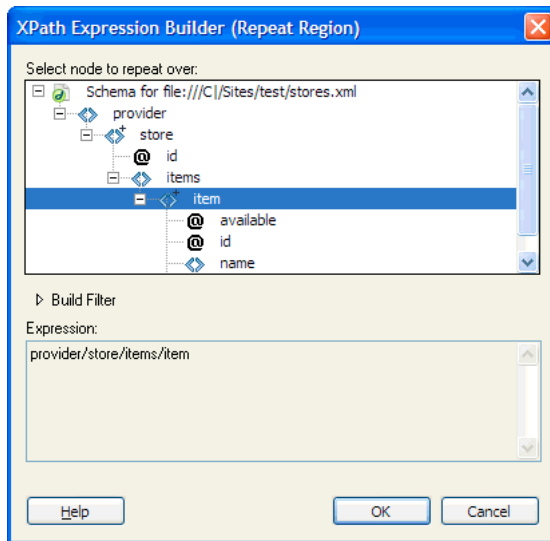 XPath Expression Builder (Repeat Region)
Select node to repeat over:
Schema for file:///C|/Sites/test/stores.xml
provider
store
@ id
items
item
@ available
@ id
name
Build Filter
Expression:
provider/store/items/item
Help OK Cancel